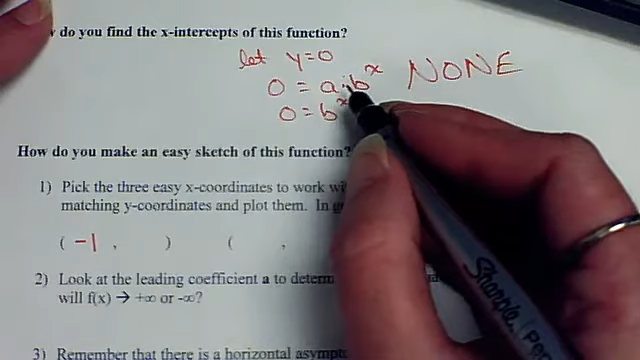 do you find the x-intercepts of this function?
let y=0
0 = a·b^x NONE
0 = b^x
How do you make an easy sketch of this function?
1) Pick the three easy x-coordinates to work
matching y-coordinates and plot them. In
( -1 , ) ( ,
2) Look at the leading coefficient a to
will f(x) → +∞ or -∞?
3) Remember that there is a horizontal
Sharpie